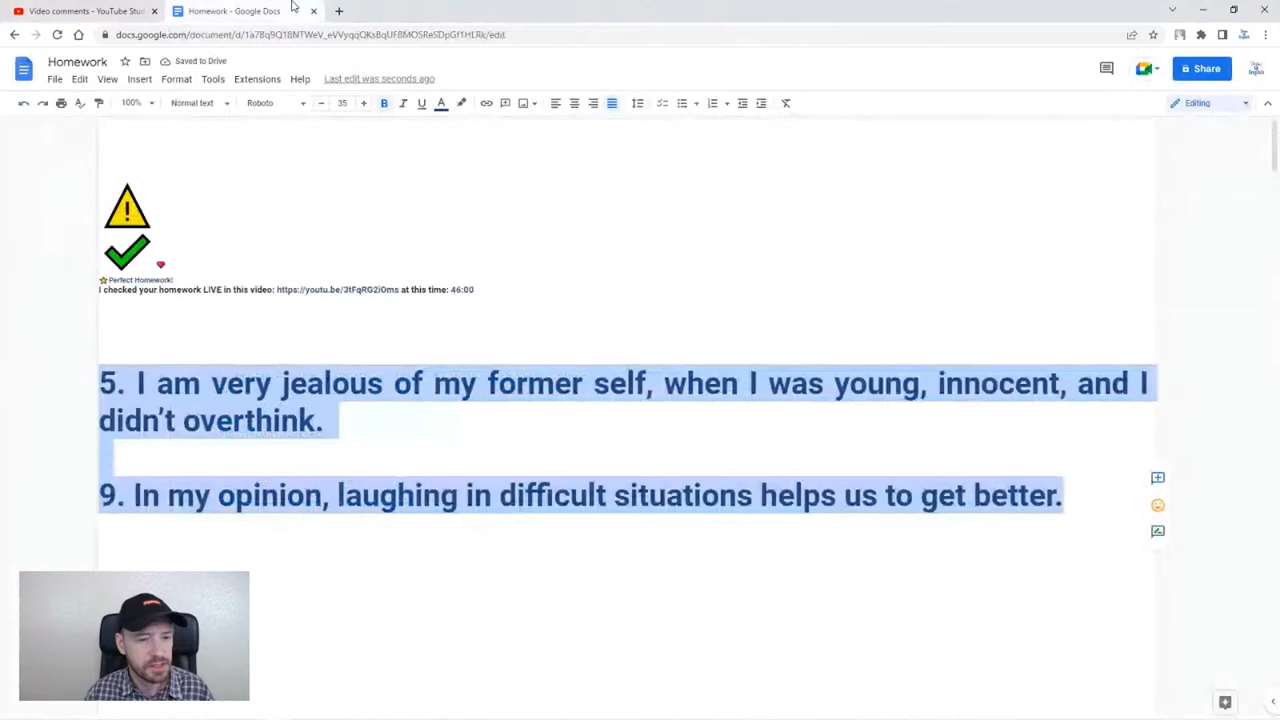 Video comments - YouTube Stu
Homework - Google Docs
docs.google.com/document/d/1a7Bq9Q18NTWeV_eVVyqqQKsBqUF8MOSReSDpGf1HLRk/edit
Homework
Saved to Drive
File Edit View Insert Format Tools Extensions Help Last edit was seconds ago
Share
100% Normal text Roboto 35 B I U A Editing
Perfect Homework!
I checked your homework LIVE in this video: https://youtu.be/3tFqRG2iOms at this time: 46:00
5. I am very jealous of my former self, when I was young, innocent, and I
didn’t overthink.
9. In my opinion, laughing in difficult situations helps us to get better.